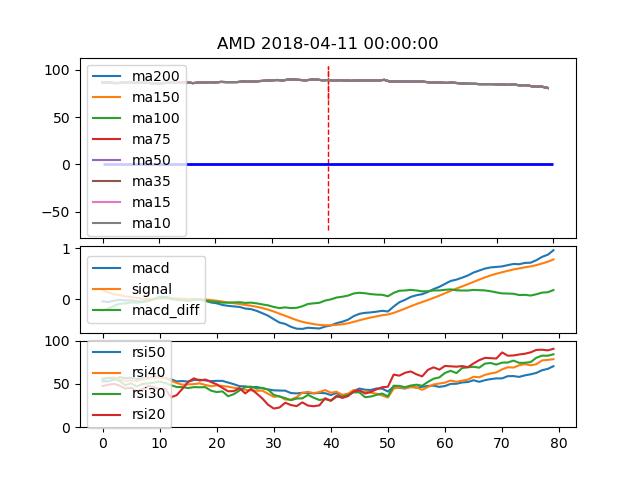 AMD 2018-04-11 00:00:00
100
50
0
−50
ma200
ma150
ma100
ma75
ma50
ma35
ma15
ma10
1
0
macd
signal
macd_diff
100
50
0
rsi50
rsi40
rsi30
rsi20
0 10 20 30 40 50 60 70 80